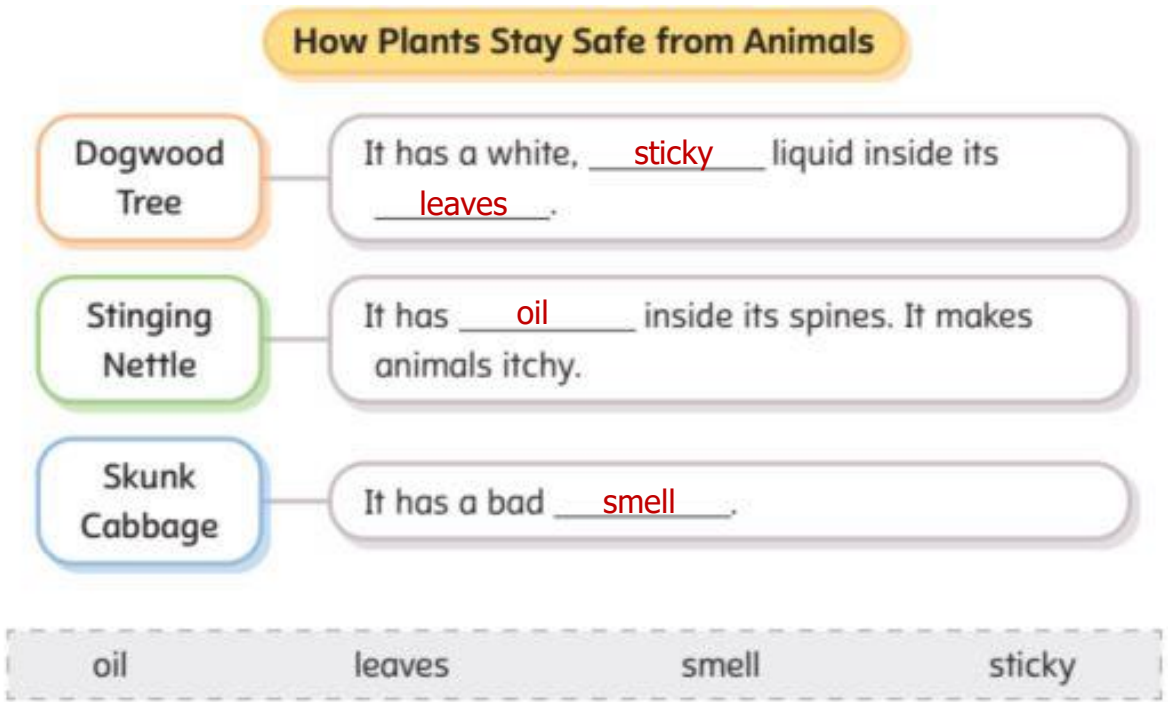 How Plants Stay Safe from Animals
Dogwood
Tree
It has a white, sticky liquid inside its
leaves.
Stinging
Nettle
It has oil inside its spines. It makes
animals itchy.
Skunk
Cabbage
It has a bad smell.
oil leaves smell sticky